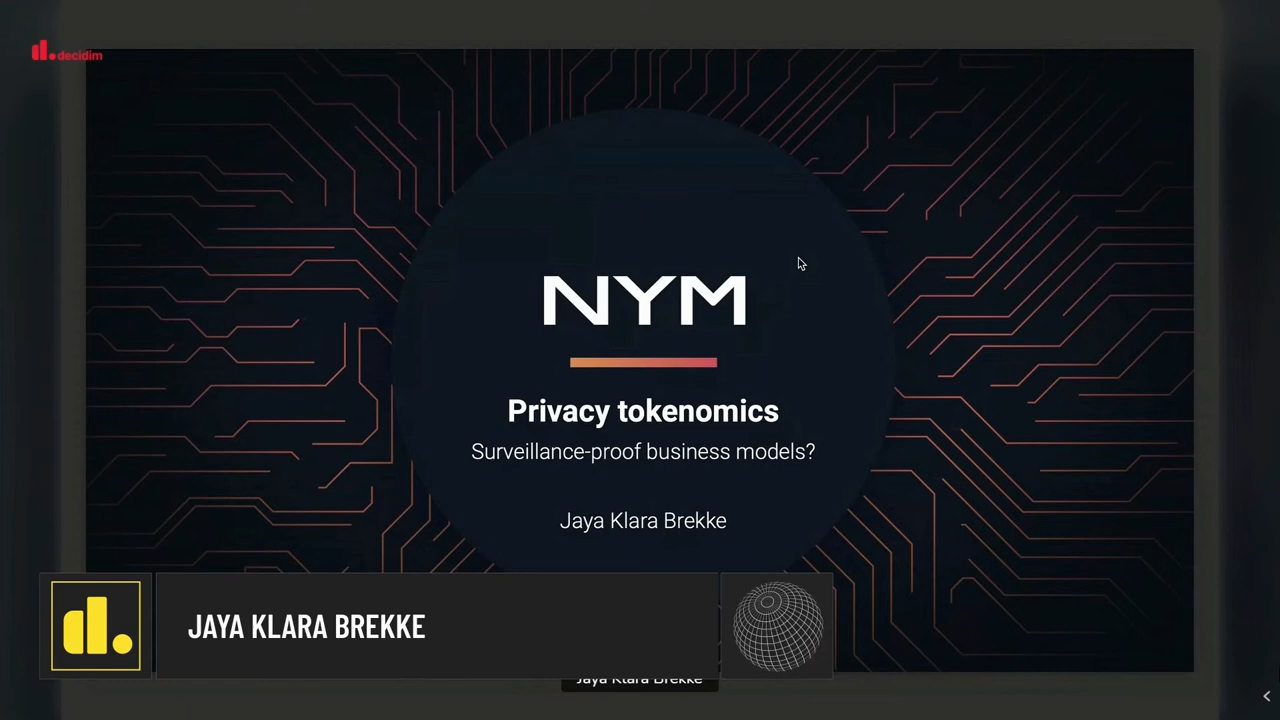 decidim
NYM
Privacy tokenomics
Surveillance-proof business models?
Jaya Klara Brekke
JAYA KLARA BREKKE
Jaya Klara Brekke